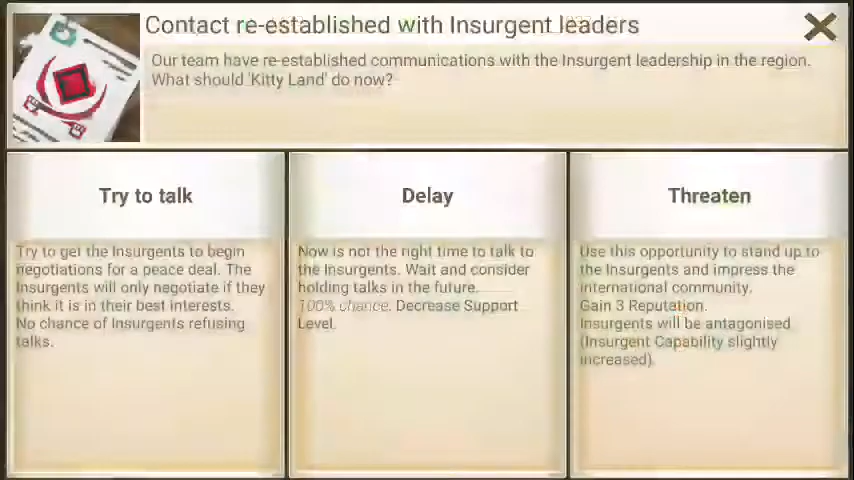 Contact re-established with Insurgent leaders
Our team have re-established communications with the Insurgent leadership in the region.
What should 'Kitty Land' do now?
Try to talk
Try to get the Insurgents to begin
negotiations for a peace deal. The
Insurgents will only negotiate if they
think it is in their best interests.
No chance of Insurgents refusing
talks.
Delay
Now is not the right time to talk to
the Insurgents. Wait and consider
holding talks in the future.
100% chance. Decrease Support
Level.
Threaten
Use this opportunity to stand up to
the Insurgents and impress the
international community.
Gain 3 Reputation.
Insurgents will be antagonised
(Insurgent Capability slightly
increased).